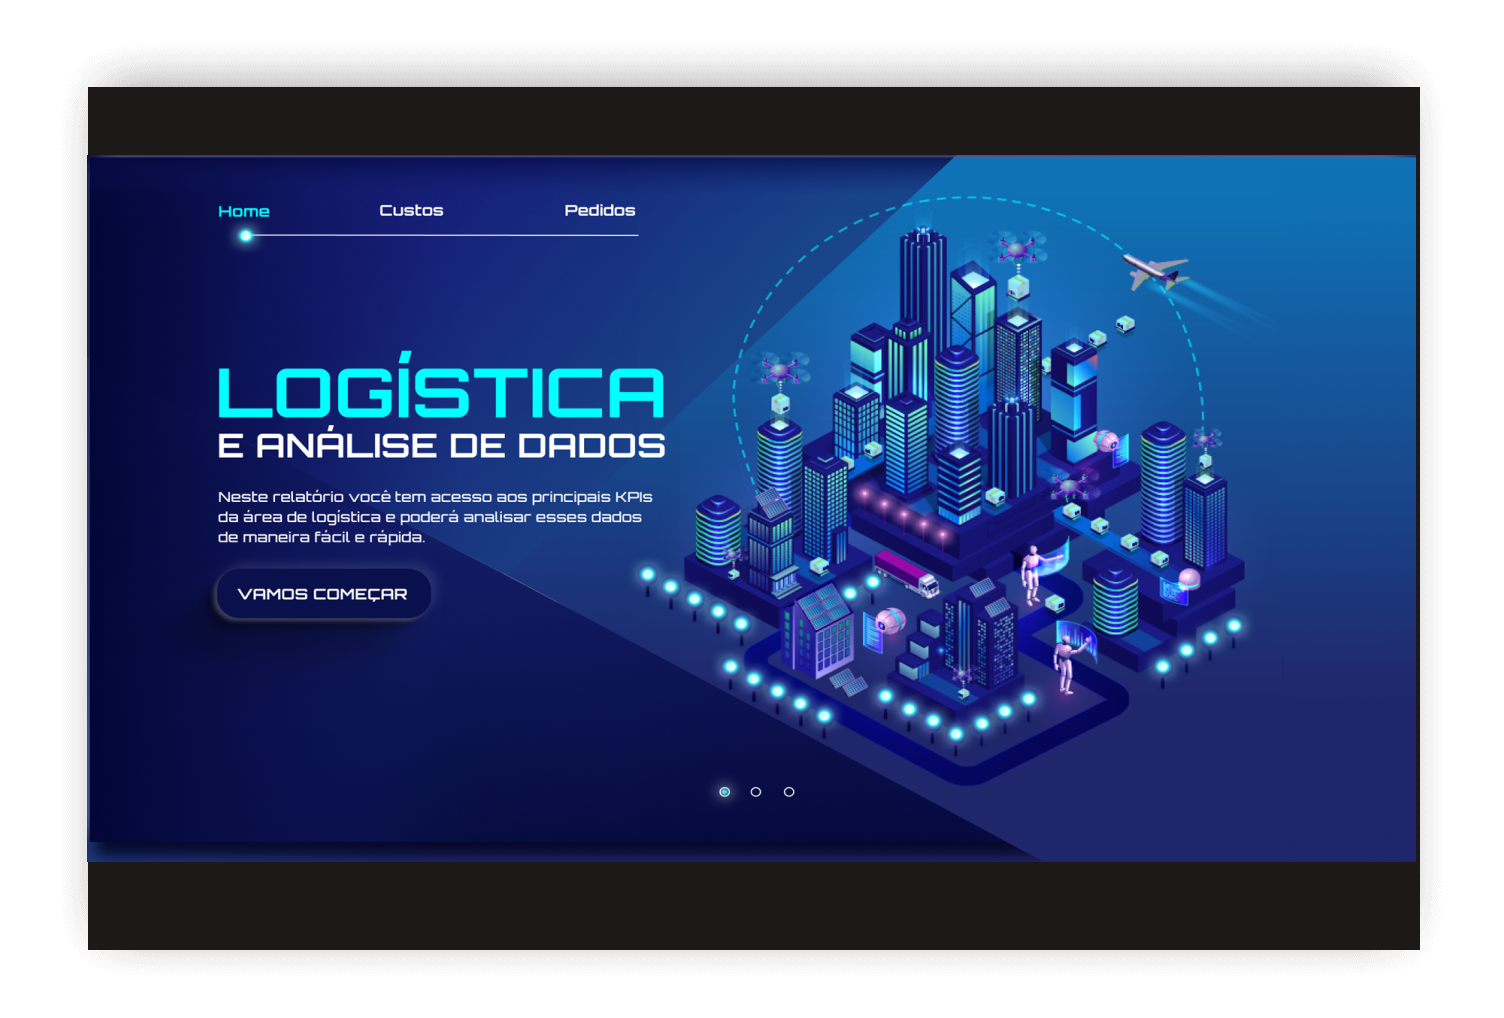 Home Custos Pedidos
LOGÍSTICA
E ANÁLISE DE DADOS
Neste relatório você tem acesso aos principais KPIs
da área de logística e poderá analisar esses dados
de maneira fácil e rápida.
VAMOS COMEÇAR